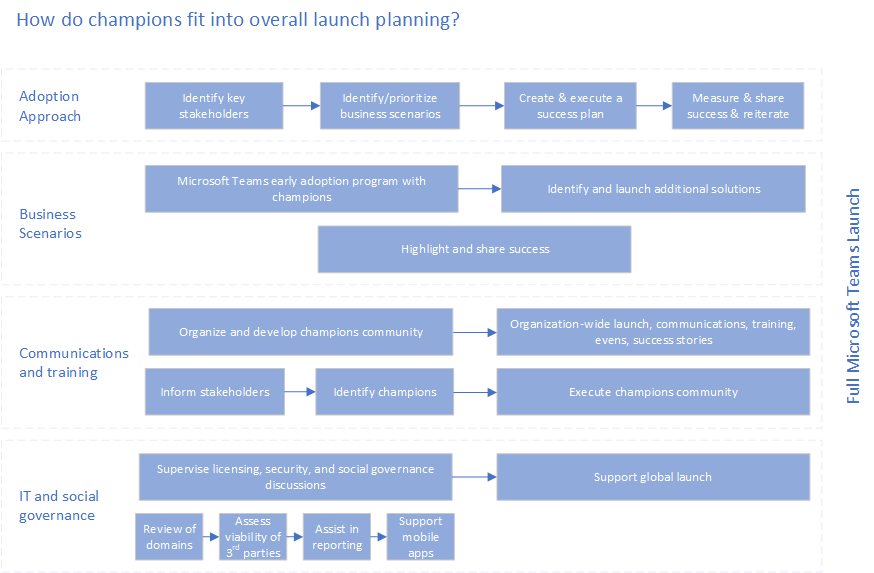 How do champions fit into overall launch planning?
Adoption
Approach
Identify key
stakeholders
Identify/prioritize
business scenarios
Create & execute a
success plan
Measure & share
success & reiterate
Business
Scenarios
Microsoft Teams early adoption program with
champions
Identify and launch additional solutions
Highlight and share success
Communications
and training
Organize and develop champions community
Organization-wide launch, communications, training,
evens, success stories
Inform stakeholders
Identify champions
Execute champions community
IT and social
governance
Supervise licensing, security, and social governance
discussions
Support global launch
Review of
domains
Assess
viability of
3rd parties
Assist in
reporting
Support
mobile
apps
Full Microsoft Teams Launch